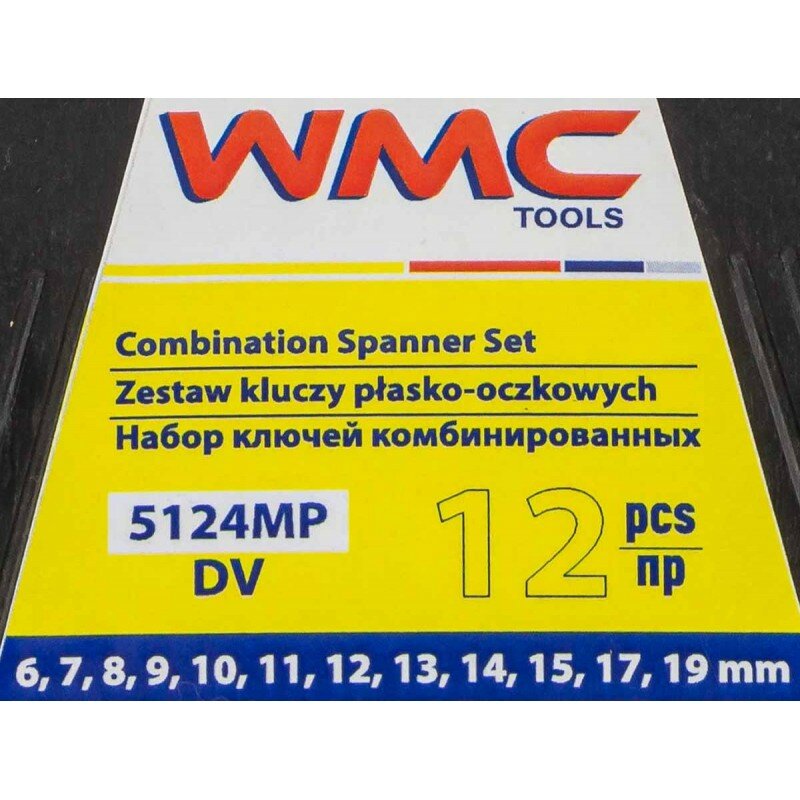 WMC
TOOLS
Combination Spanner Set
Zestaw kluczy płasko-oczkowych
Набор ключей комбинированных
5124MP
DV
12 pcs
пр
6, 7, 8, 9, 10, 11, 12, 13, 14, 15, 17, 19 mm